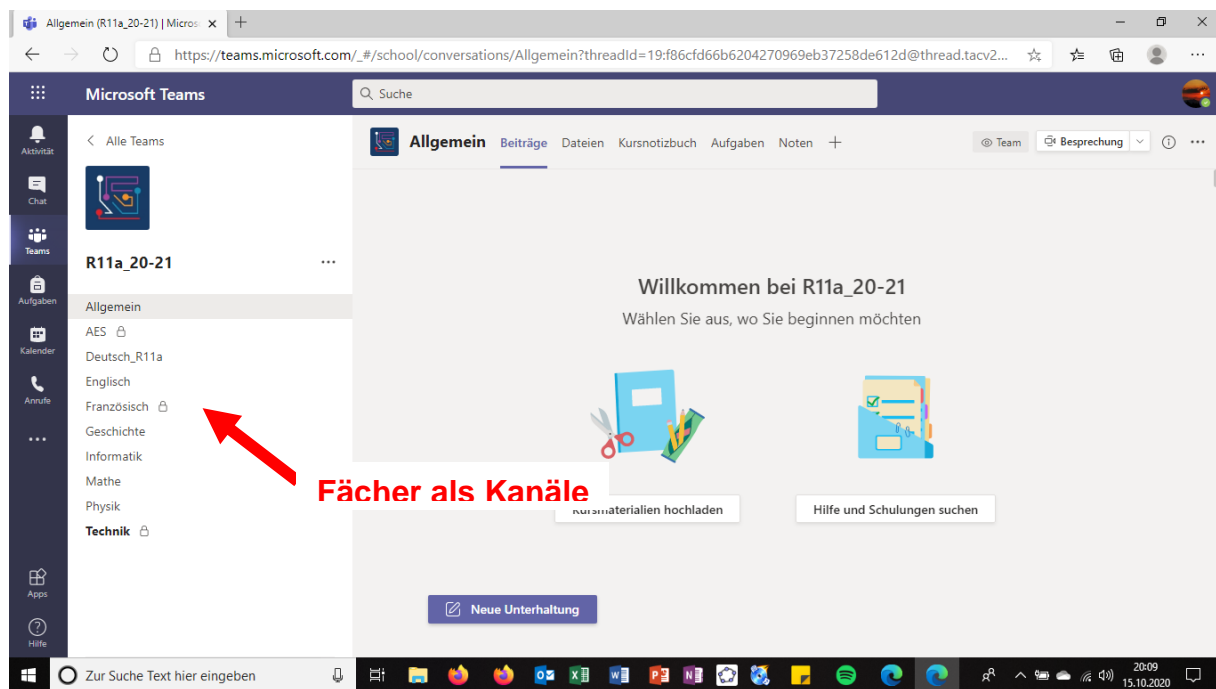 Allgemein (R11a_20-21) | Micros
https://teams.microsoft.com/_#/school/conversations/Allgemein?threadId=19:f86cfd66b6204270969eb37258de612d@thread.tacv2...
Microsoft Teams
Suche
Aktivität
Chat
Teams
Aufgaben
Kalender
Anrufe
Apps
Hilfe
Alle Teams
R11a_20-21
Allgemein
AES
Deutsch_R11a
Englisch
Französisch
Geschichte
Informatik
Mathe
Physik
Technik
Allgemein Beiträge Dateien Kursnotizbuch Aufgaben Noten
Team Besprechung
Willkommen bei R11a_20-21
Wählen Sie aus, wo Sie beginnen möchten
Fächer als Kanäle
Kursmaterialien hochladen
Hilfe und Schulungen suchen
Neue Unterhaltung
Zur Suche Text hier eingeben
20:09
15.10.2020